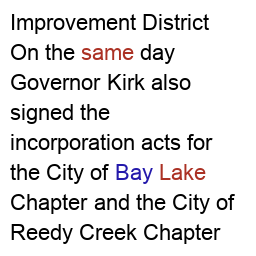 Improvement District
On the same day
Governor Kirk also
signed the
incorporation acts for
the City of Bay Lake
Chapter and the City of
Reedy Creek Chapter